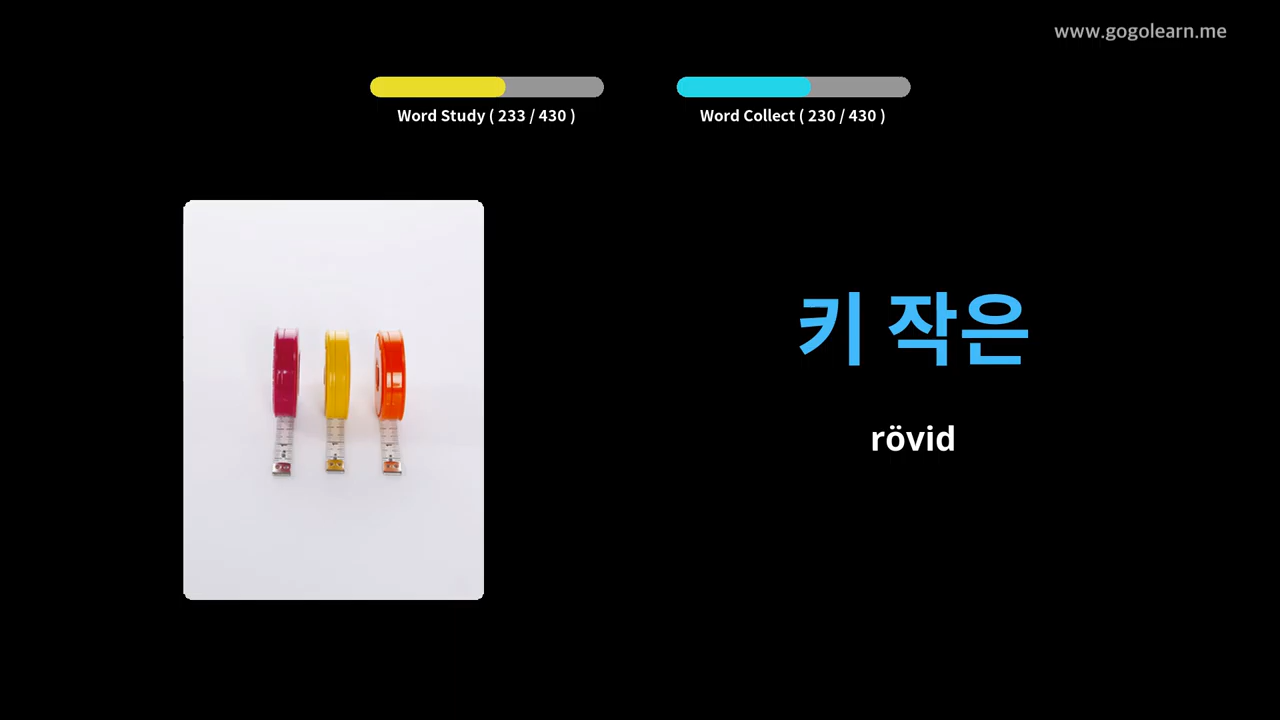 www.gogolearn.me
Word Study ( 233 / 430 )
Word Collect ( 230 / 430 )
키 작은
rövid